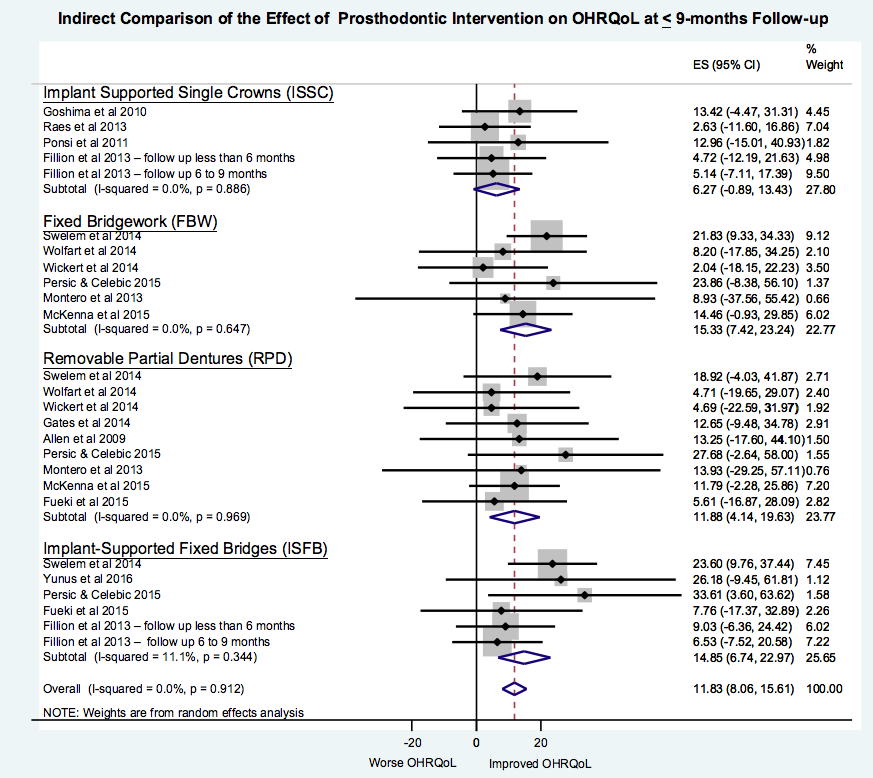 Indirect Comparison of the Effect of Prosthodontic Intervention on OHRQoL at < 9-months Follow-up
%
ES (95% CI) Weight
Implant Supported Single Crowns (ISSC)
Goshima et al 2010 13.42 (-4.47, 31.31) 4.45
Raes et al 2013 2.63 (-11.60, 16.86) 7.04
Ponsi et al 2011 12.96 (-15.01, 40.93) 1.82
Fillion et al 2013 – follow up less than 6 months 4.72 (-12.19, 21.63) 4.98
Fillion et al 2013 – follow up 6 to 9 months 5.14 (-7.11, 17.39) 9.50
Subtotal (I-squared = 0.0%, p = 0.886) 6.27 (-0.89, 13.43) 27.80
Fixed Bridgework (FBW)
Swelem et al 2014 21.83 (9.33, 34.33) 9.12
Wolfart et al 2014 8.20 (-17.85, 34.25) 2.10
Wickert et al 2014 2.04 (-18.15, 22.23) 3.50
Persic & Celebic 2015 23.86 (-8.38, 56.10) 1.37
Montero et al 2013 8.93 (-37.56, 55.42) 0.66
McKenna et al 2015 14.46 (-0.93, 29.85) 6.02
Subtotal (I-squared = 0.0%, p = 0.647) 15.33 (7.42, 23.24) 22.77
Removable Partial Dentures (RPD)
Swelem et al 2014 18.92 (-4.03, 41.87) 2.71
Wolfart et al 2014 4.71 (-19.65, 29.07) 2.40
Wickert et al 2014 4.69 (-22.59, 31.97) 1.92
Gates et al 2014 12.65 (-9.48, 34.78) 2.91
Allen et al 2009 13.25 (-17.60, 44.10) 1.50
Persic & Celebic 2015 27.68 (-2.64, 58.00) 1.55
Montero et al 2013 13.93 (-29.25, 57.11) 0.76
McKenna et al 2015 11.79 (-2.28, 25.86) 7.20
Fueki et al 2015 5.61 (-16.87, 28.09) 2.82
Subtotal (I-squared = 0.0%, p = 0.969) 11.88 (4.14, 19.63) 23.77
Implant-Supported Fixed Bridges (ISFB)
Swelem et al 2014 23.60 (9.76, 37.44) 7.45
Yunus et al 2016 26.18 (-9.45, 61.81) 1.12
Persic & Celebic 2015 33.61 (3.60, 63.62) 1.58
Fueki et al 2015 7.76 (-17.37, 32.89) 2.26
Fillion et al 2013 – follow up less than 6 months 9.03 (-6.36, 24.42) 6.02
Fillion et al 2013 – follow up 6 to 9 months 6.53 (-7.52, 20.58) 7.22
Subtotal (I-squared = 11.1%, p = 0.344) 14.85 (6.74, 22.97) 25.65
Overall (I-squared = 0.0%, p = 0.912) 11.83 (8.06, 15.61) 100.00
NOTE: Weights are from random effects analysis
-20 0 20
Worse OHRQoL Improved OHRQoL